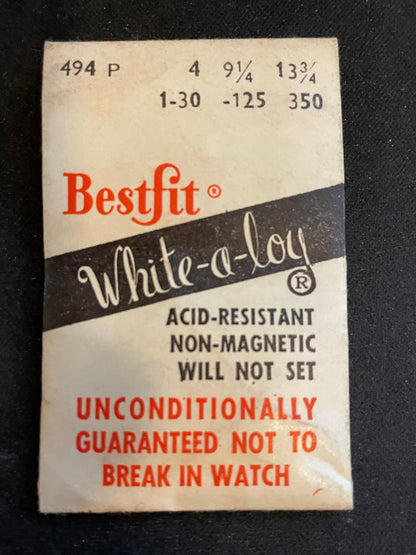 494 P 4 9¼ 13¾
1-30 -125 350
Bestfit ®
White-a-loy ®
ACID-RESISTANT
NON-MAGNETIC
WILL NOT SET
UNCONDITIONALLY
GUARANTEED NOT TO
BREAK IN WATCH